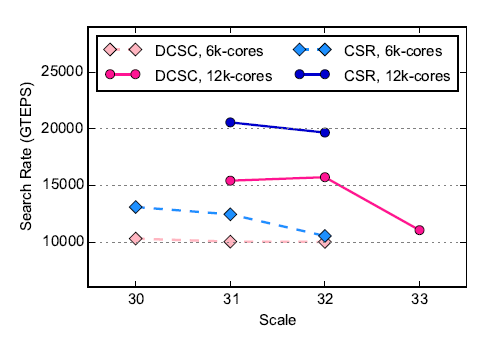 DCSC, 6k-cores CSR, 6k-cores
DCSC, 12k-cores CSR, 12k-cores
25000
20000
15000
10000
Search Rate (GTEPS)
30 31 32 33
Scale